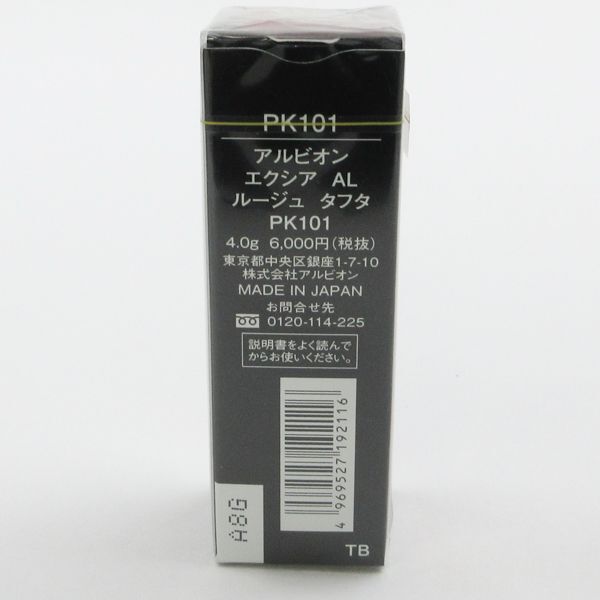 PK101
アルビオン
エクシア AL
ルージュ タフタ
PK101
4.0g 6,000円(税抜)
東京都中央区銀座1-7-10
株式会社アルビオン
MADE IN JAPAN
お問合せ先
0120-114-225
説明書をよく読んで
からお使いください。
4 969527 192116
A8G
TB